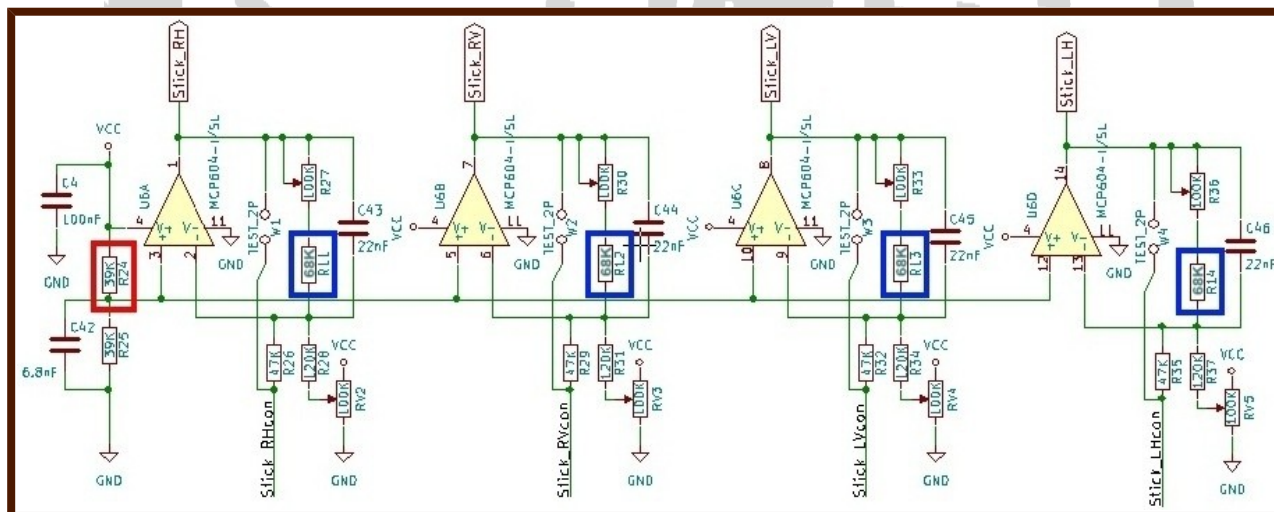 Stick_RH
VCC
C4
100nF
GND
4
V+
V-
11
3
2
1
U6A
MCP604-I/SL
GND
39K
R24
39K
R25
C42
6.8nF
GND
TEST_2P
W1
100K
R27
C43
22nF
68K
R11
47K
R26
120K
R28
VCC
100K
RV2
GND
Stick_RHcon
Stick_RV
VCC
4
V+
V-
11
5
6
7
U6B
MCP604-I/SL
GND
TEST_2P
W2
100K
R30
C44
22nF
68K
R12
47K
R29
120K
R31
VCC
100K
RV3
GND
Stick_RVcon
Stick_LV
VCC
4
V+
V-
11
10
9
8
U6C
MCP604-I/SL
GND
TEST_2P
W3
100K
R33
C45
22nF
68K
R13
47K
R32
120K
R34
VCC
100K
RV4
GND
Stick_LVcon
Stick_LH
VCC
4
V+
V-
11
12
13
14
U6D
MCP604-I/SL
GND
TEST_2P
W4
100K
R36
C46
22nF
68K
R14
47K
R35
120K
R37
VCC
100K
RV5
GND
Stick_LHcon